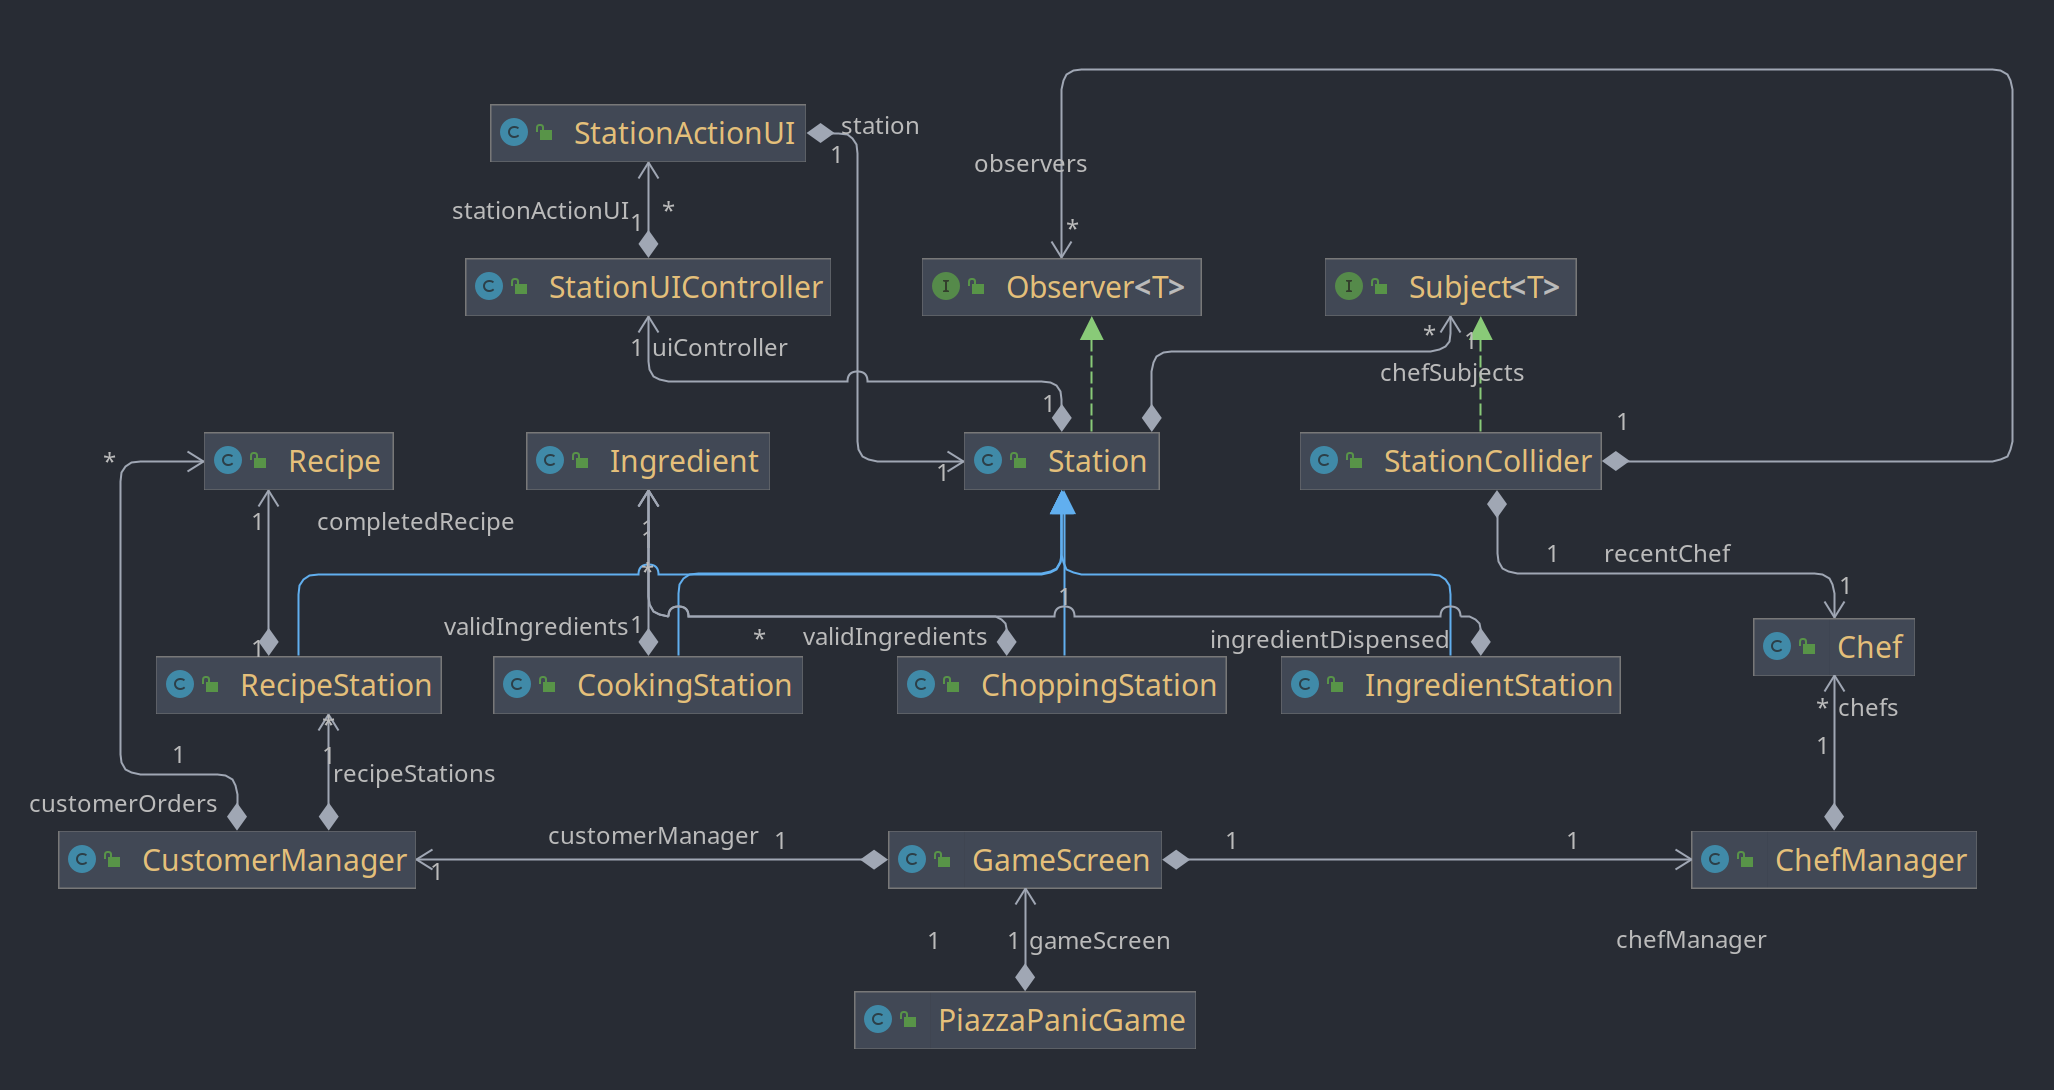 StationActionUI
station
1
observers
stationActionUI
1
*
*
StationUIController
Observer<T>
Subject<T>
1
uiController
*
1
chefSubjects
1
1
*
Recipe
Ingredient
1
Station
StationCollider
1
completedRecipe
1
1
recentChef
*
1
1
validIngredients
1
*
validIngredients
ingredientDispensed
1
Chef
RecipeStation
CookingStation
ChoppingStation
IngredientStation
*
chefs
*
1
1
1
recipeStations
customerOrders
customerManager
1
1
1
CustomerManager
1
GameScreen
ChefManager
1
1
gameScreen
chefManager
PiazzaPanicGame